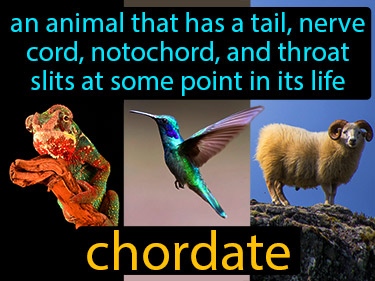 an animal that has a tail, nerve
cord, notochord, and throat
slits at some point in its life
chordate